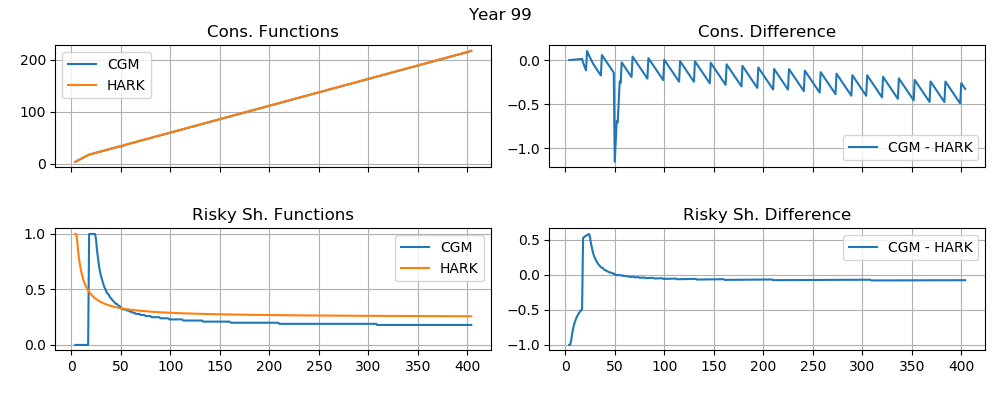 Year 99
Cons. Functions
Cons. Difference
200
100
0
CGM
HARK
0.0
−0.5
−1.0
CGM - HARK
Risky Sh. Functions
Risky Sh. Difference
1.0
0.5
0.0
CGM
HARK
0.5
0.0
−0.5
−1.0
CGM - HARK
0 50 100 150 200 250 300 350 400
0 50 100 150 200 250 300 350 400